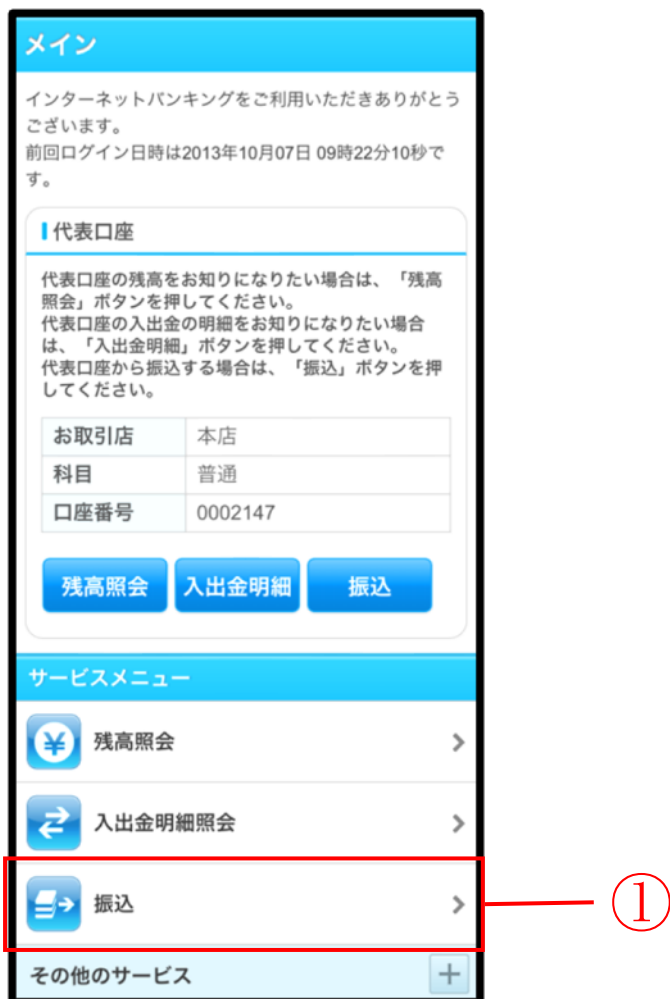 メイン
インターネットバンキングをご利用いただきありがとう
ございます。
前回ログイン日時は2013年10月07日 09時22分10秒で
す。
代表口座
代表口座の残高をお知りになりたい場合は、「残高
照会」ボタンを押してください。
代表口座の入出金の明細をお知りになりたい場合
は、「入出金明細」ボタンを押してください。
代表口座から振込する場合は、「振込」ボタンを押
してください。
お取引店 本店
科目 普通
口座番号 0002147
残高照会 入出金明細 振込
サービスメニュー
¥ 残高照会
入出金明細照会
振込
①
その他のサービス +